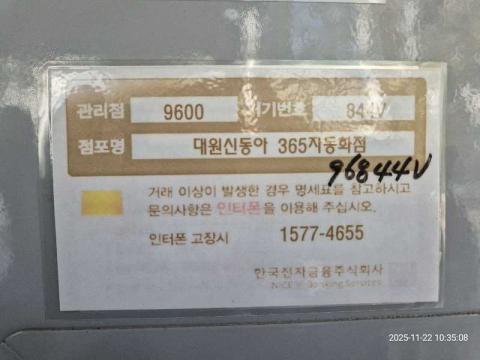 관리점 9600 기기번호 844V
점포명 대원신동아 365자동화점
96844V
거래 이상이 발생한 경우 명세표를 참고하시고
문의사항은 인터폰을 이용해 주십시오.
인터폰 고장시 1577-4655
한국전자금융주식회사
NICE Banking Services
2025-11-22 10:35:08